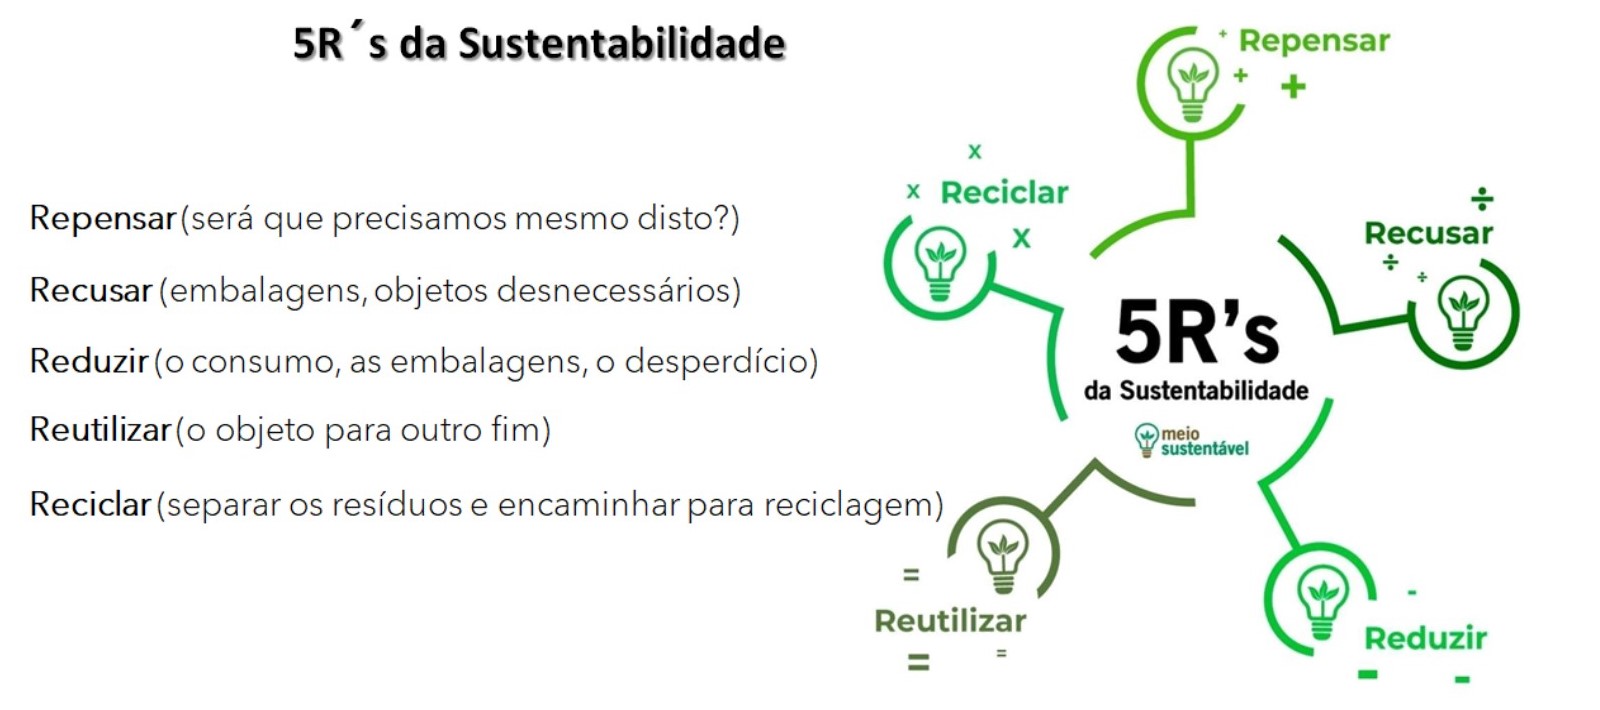 5R´s da Sustentabilidade
Repensar (será que precisamos mesmo disto?)
Recusar (embalagens, objetos desnecessários)
Reduzir (o consumo, as embalagens, o desperdício)
Reutilizar (o objeto para outro fim)
Reciclar (separar os resíduos e encaminhar para reciclagem)
+ Repensar
+ +
x
x Reciclar
x
÷
Recusar
÷ ÷
5R's
da Sustentabilidade
meio
sustentável
=
Reutilizar
= =
-
Reduzir
- -